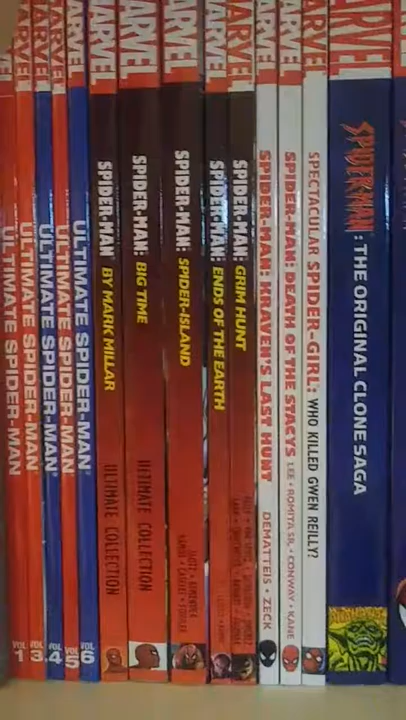 ULTIMATE SPIDER-MAN VOL 1
MARVEL ULTIMATE SPIDER-MAN VOL 3
MARVEL ULTIMATE SPIDER-MAN VOL 4
MARVEL ULTIMATE SPIDER-MAN VOL 5
MARVEL ULTIMATE SPIDER-MAN VOL 6
MARVEL SPIDER-MAN BY MARK MILLAR ULTIMATE COLLECTION
MARVEL SPIDER-MAN: BIG TIME ULTIMATE COLLECTION
MARVEL SPIDER-MAN: SPIDER-ISLAND
MARVEL SPIDER-MAN: ENDS OF THE EARTH
MARVEL SPIDER-MAN: GRIM HUNT
MARVEL SPIDER-MAN: KRAVEN'S LAST HUNT DEMATTEIS · ZECK
MARVEL SPIDER-MAN: DEATH OF THE STACYS LEE · ROMITA SR. · CONWAY · KANE
MARVEL SPECTACULAR SPIDER-GIRL: WHO KILLED GWEN REILLY?
MARVEL SPIDER-MAN: THE ORIGINAL CLONE SAGA